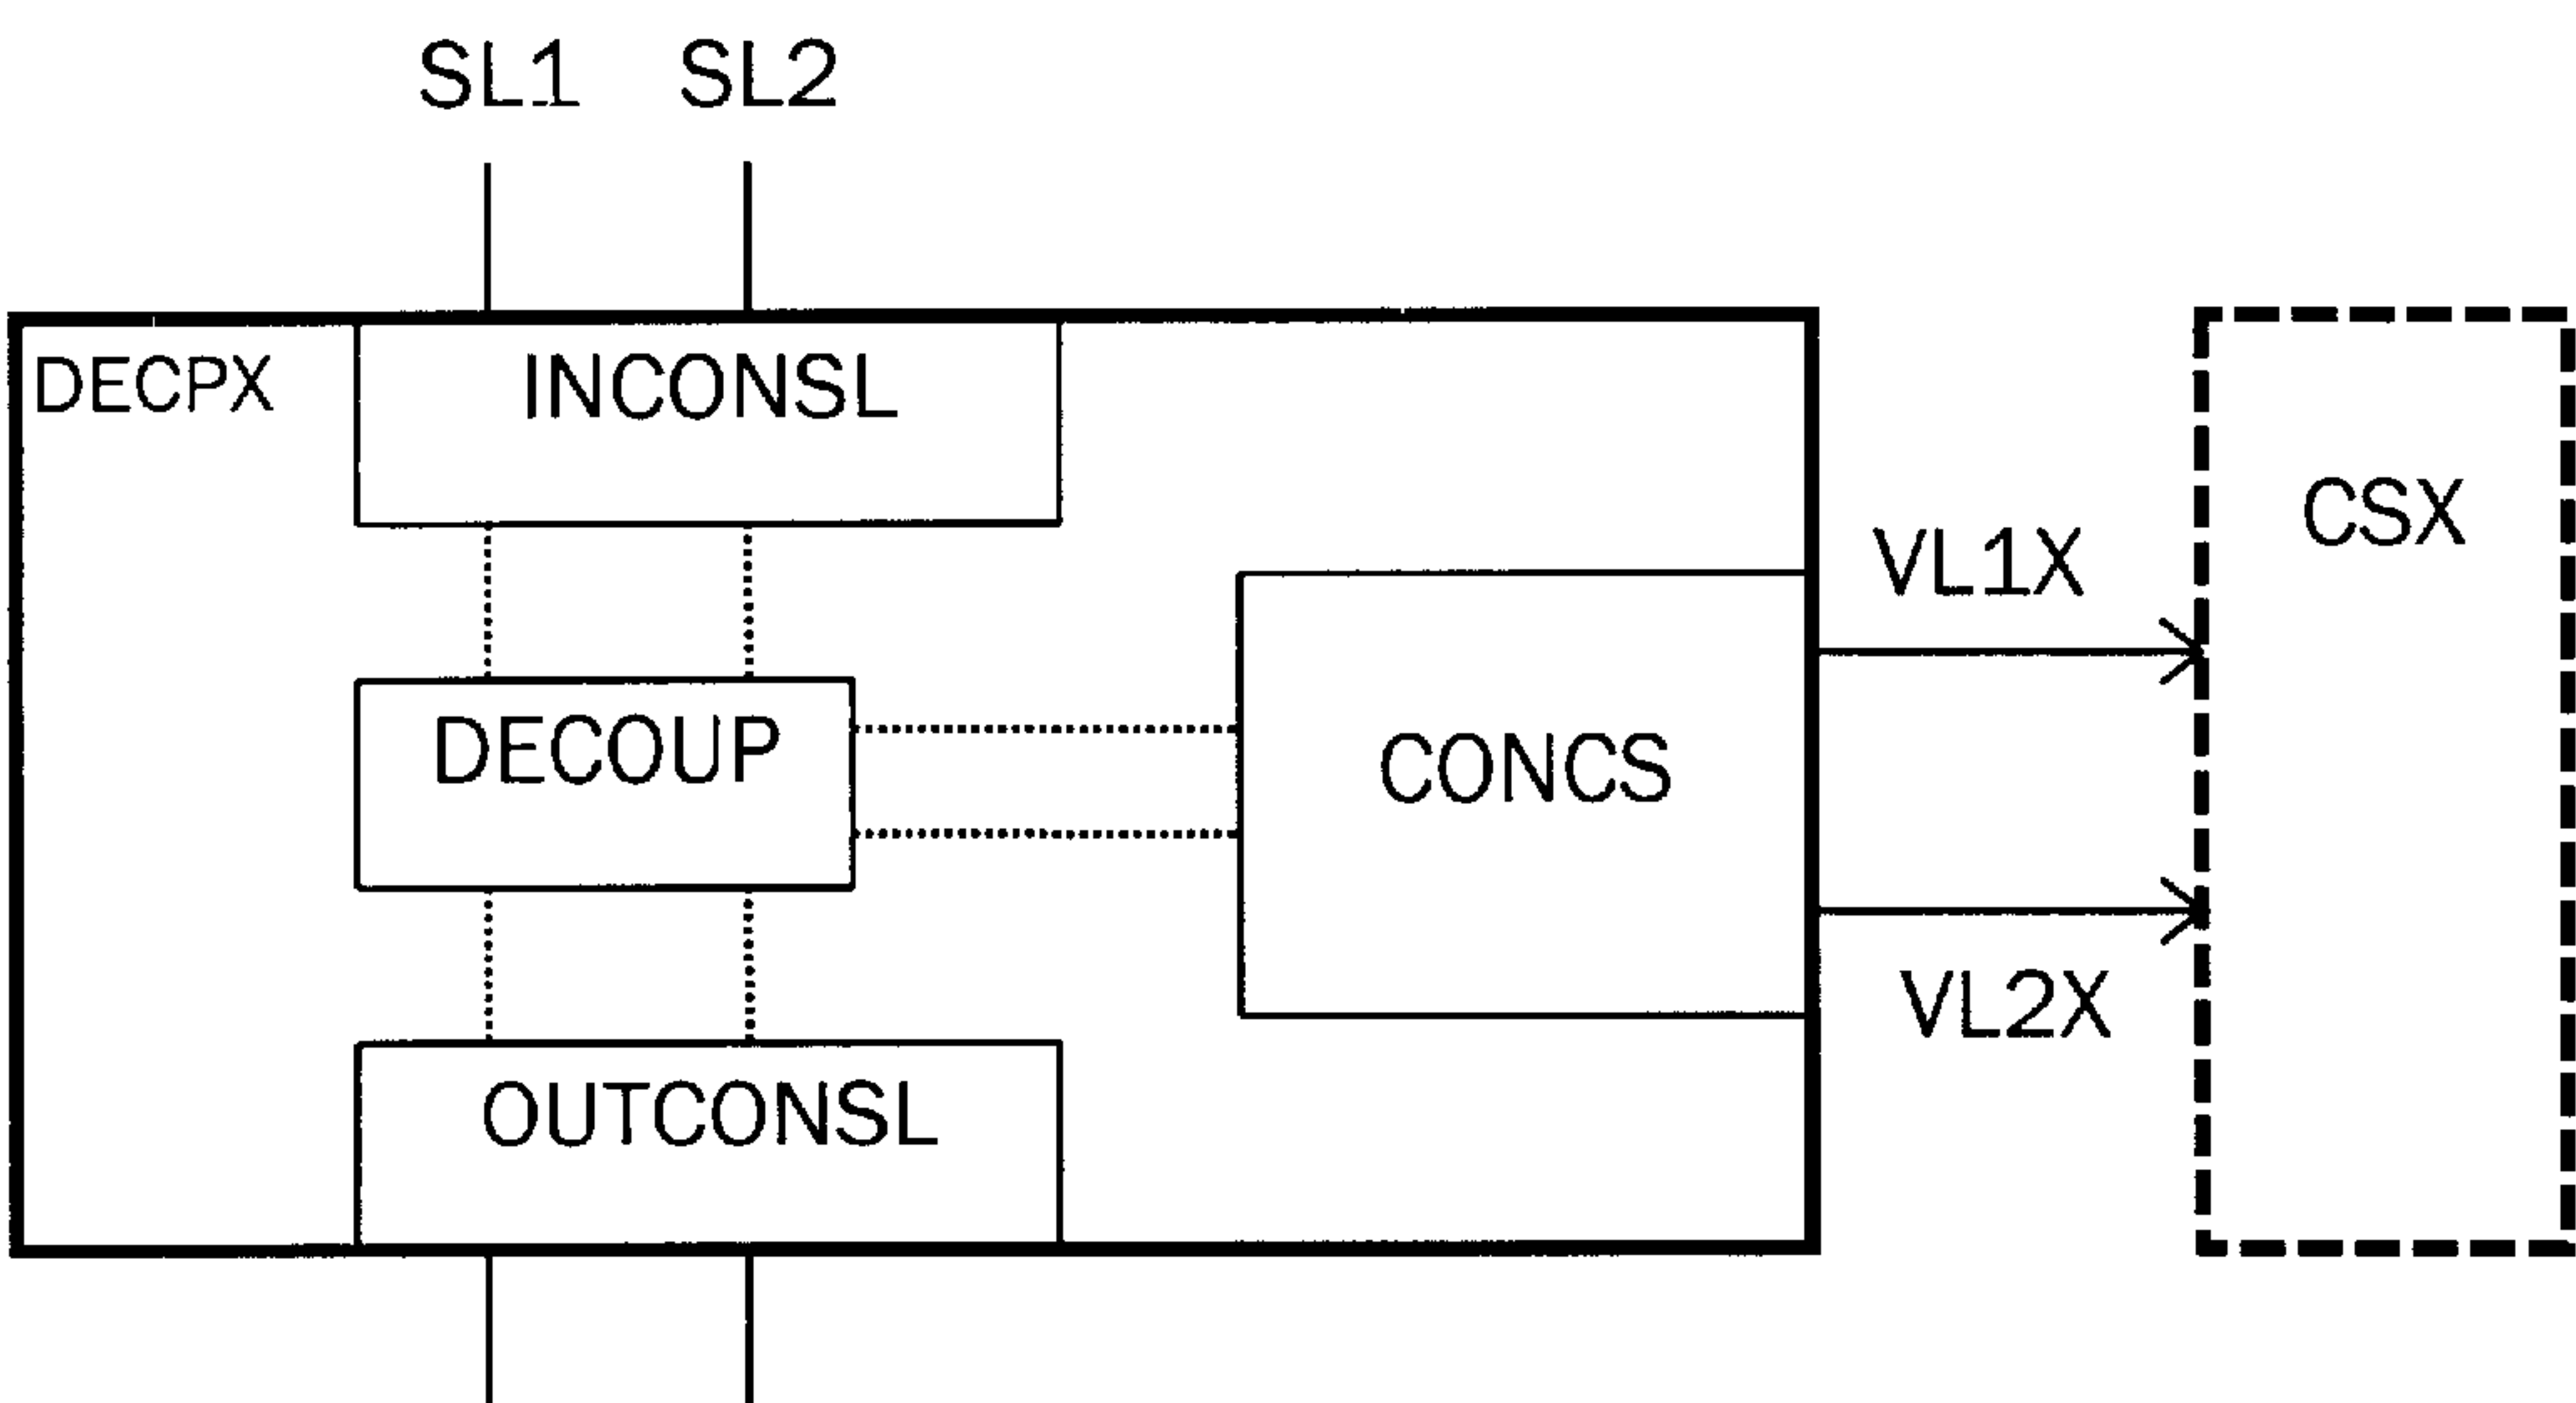 SL1 SL2
DECPX INCONSL
CSX
VL1X
DECOUP CONCS
VL2X
OUTCONSL